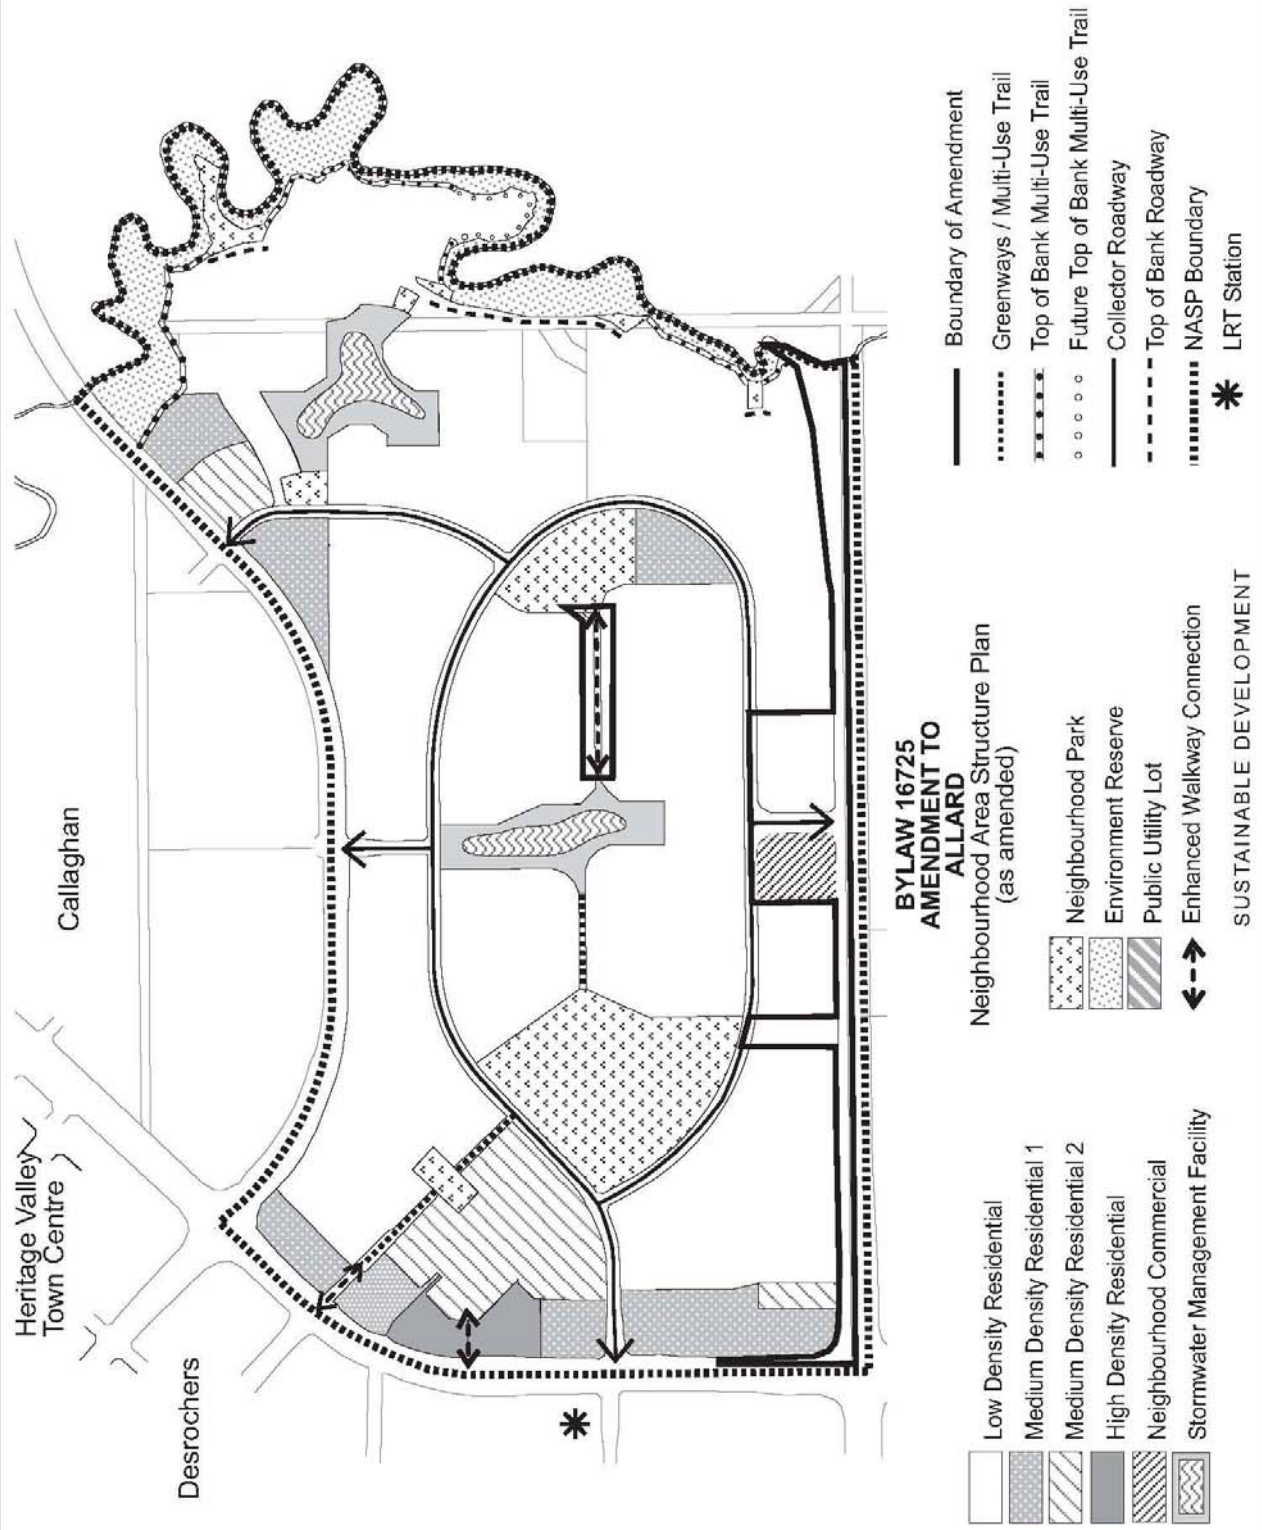 Heritage Valley
Town Centre
Callaghan
Desrochers
BYLAW 16725
AMENDMENT TO
ALLARD
Neighbourhood Area Structure Plan
(as amended)
Low Density Residential
Medium Density Residential 1
Medium Density Residential 2
High Density Residential
Neighbourhood Commercial
Stormwater Management Facility
Neighbourhood Park
Environment Reserve
Public Utility Lot
Enhanced Walkway Connection
Boundary of Amendment
Greenways / Multi-Use Trail
Top of Bank Multi-Use Trail
Future Top of Bank Multi-Use Trail
Collector Roadway
Top of Bank Roadway
NASP Boundary
LRT Station
SUSTAINABLE DEVELOPMENT